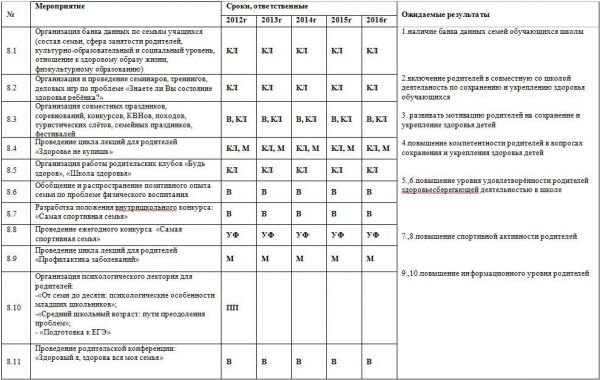 № Мероприятие Сроки, ответственные Ожидаемые результаты
2012г 2013г 2014г 2015г 2016г
8.1 Организация банка данных по семьям учащихся
(состав семьи, сфера занятости родителей,
культурно-образовательный и социальный уровень,
отношение к здоровому образу жизни,
физкультурному образованию)
КЛ КЛ КЛ КЛ КЛ
8.2 Организация и проведение семинаров, тренингов,
деловых игр по проблеме «Знаете ли Вы состояние
здоровья ребёнка?»
КЛ КЛ КЛ КЛ КЛ
8.3 Организация совместных праздников,
соревнований, конкурсов, КВНов, походов,
туристических слётов, семейных праздников,
фестивалей
В, КЛ В, КЛ В, КЛ В, КЛ В, КЛ
8.4 Проведение цикла лекций для родителей
«Здоровье не купишь»
КЛ, М КЛ, М КЛ, М КЛ, М КЛ, М
8.5 Организация работы родительских клубов «Будь
здоров», «Школа здоровья»
КЛ КЛ КЛ КЛ КЛ
8.6 Обобщение и распространение позитивного опыта
семьи по проблеме физического воспитания
В В В В В
8.7 Разработка положения внутришкольного конкурса:
«Самая спортивная семья»
В В В В В
8.8 Проведение ежегодного конкурса «Самая
спортивная семья»
УФ УФ УФ УФ УФ
8.9 Проведение цикла лекций для родителей
«Профилактика заболеваний»
М М М М М
8.10 Организация психологического лектория для
родителей:
-«От семи до десяти: психологические особенности
младших школьников»;
-«Средний школьный возраст: пути преодоления
проблем»;
- «Подготовка к ЕГЭ»
ПП
8.11 Проведение родительской конференции:
«Здоровый я, здорова вся моя семья»
В В В В В
1.наличие банка данных семей обучающихся школы
2.включение родителей в совместную со школой
деятельность по сохранению и укреплению здоровья
обучающихся
3. развивать мотивацию родителей на сохранение и
укрепление здоровья детей
4.повышение компетентности родителей в вопросах
сохранения и укрепления здоровья детей
5.,6.повышение уровня удовлетворённости родителей
здоровьесберегающей деятельностью в школе
7.,8.повышение спортивной активности родителей
9.,10.повышение информационного уровня родителей